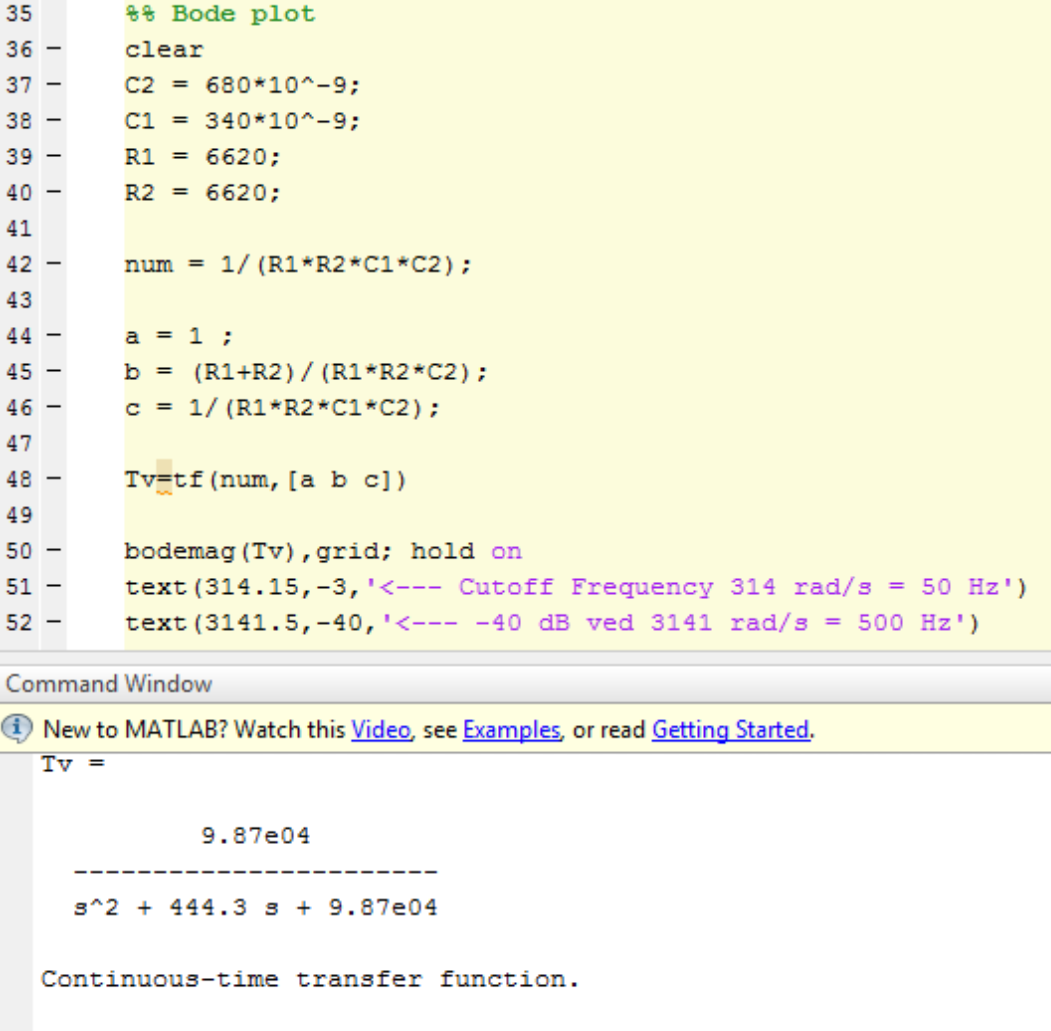 35 %% Bode plot
36 – clear
37 – C2 = 680*10^-9;
38 – C1 = 340*10^-9;
39 – R1 = 6620;
40 – R2 = 6620;
41
42 – num = 1/(R1*R2*C1*C2);
43
44 – a = 1 ;
45 – b = (R1+R2)/(R1*R2*C2);
46 – c = 1/(R1*R2*C1*C2);
47
48 – Tv=tf(num,[a b c])
49
50 – bodemag(Tv),grid; hold on
51 – text(314.15,-3,'<--- Cutoff Frequency 314 rad/s = 50 Hz')
52 – text(3141.5,-40,'<--- -40 dB ved 3141 rad/s = 500 Hz')
Command Window
New to MATLAB? Watch this Video, see Examples, or read Getting Started.
Tv =
9.87e04
-----------------------
s^2 + 444.3 s + 9.87e04
Continuous-time transfer function.